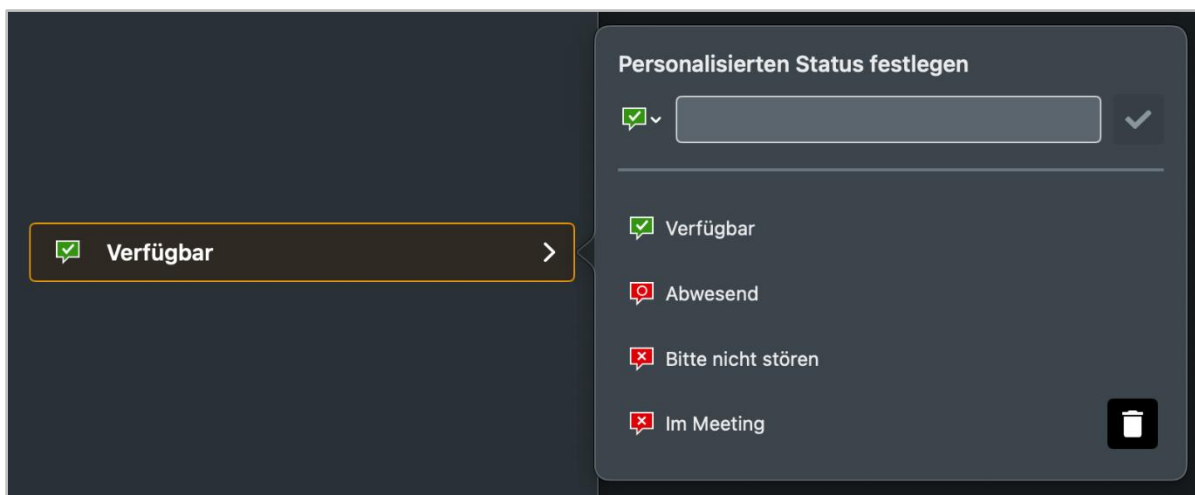 Personalisierten Status festlegen
Verfügbar
Verfügbar
Abwesend
Bitte nicht stören
Im Meeting